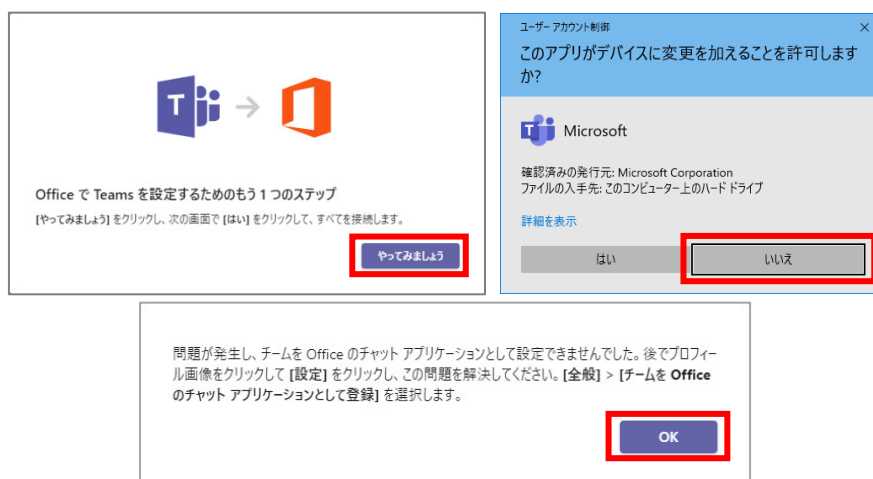 Office で Teams を設定するためのもう 1 つのステップ
[やってみましょう] をクリックし、次の画面で [はい] をクリックして、すべてを接続します。
やってみましょう
ユーザー アカウント制御
このアプリがデバイスに変更を加えることを許可します
か?
Microsoft
確認済みの発行元: Microsoft Corporation
ファイルの入手先: このコンピューター上のハード ドライブ
詳細を表示
はい
いいえ
問題が発生し、チームを Office のチャット アプリケーションとして設定できませんでした。後でプロフィー
ル画像をクリックして [設定] をクリックし、この問題を解決してください。[全般] > [チームを Office
のチャット アプリケーションとして登録] を選択します。
OK